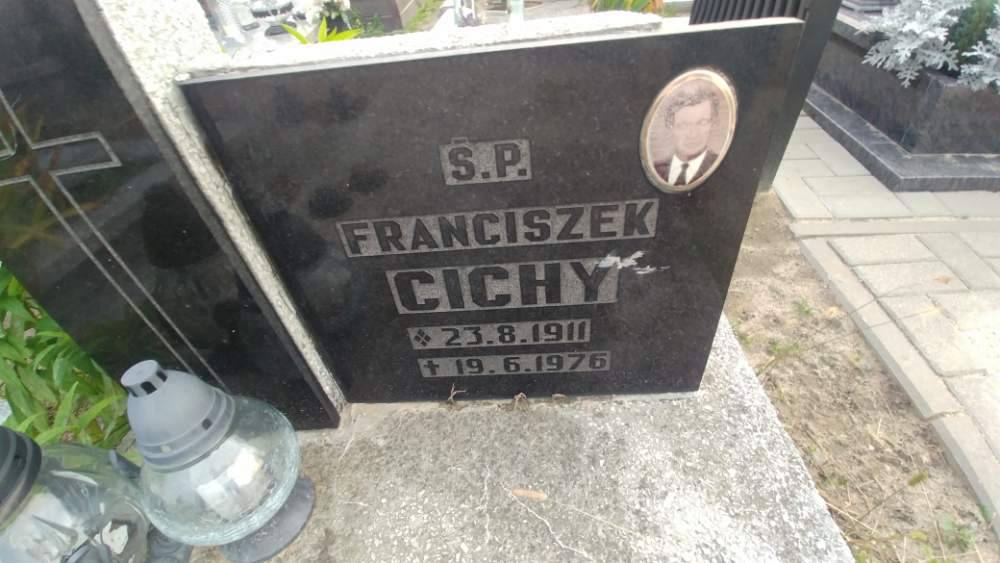 Ś.P.
FRANCISZEK
CICHY
23.8.1911
✝ 19.6.1976